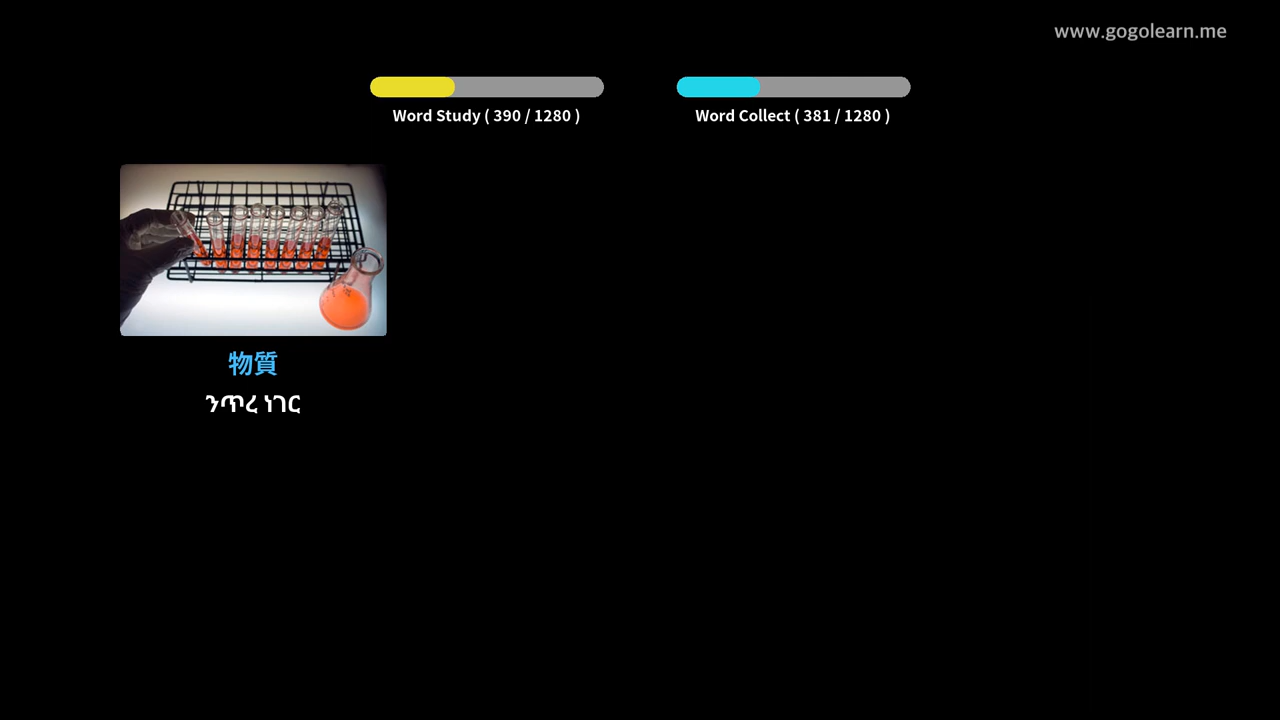 www.gogolearn.me
Word Study ( 390 / 1280 )
Word Collect ( 381 / 1280 )
物質
ንጥረ ነገር